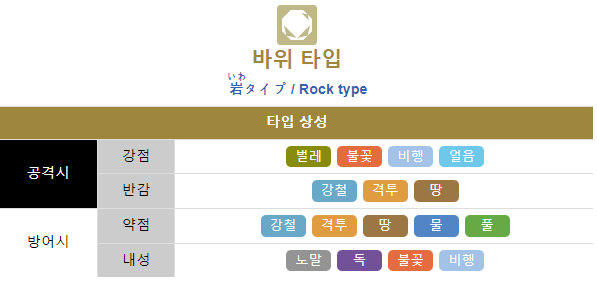 바위 타입
いわ
岩タイプ / Rock type
타입 상성
공격시
강점
벌레 불꽃 비행 얼음
반감
강철 격투 땅
방어시
약점
강철 격투 땅 물 풀
내성
노말 독 불꽃 비행